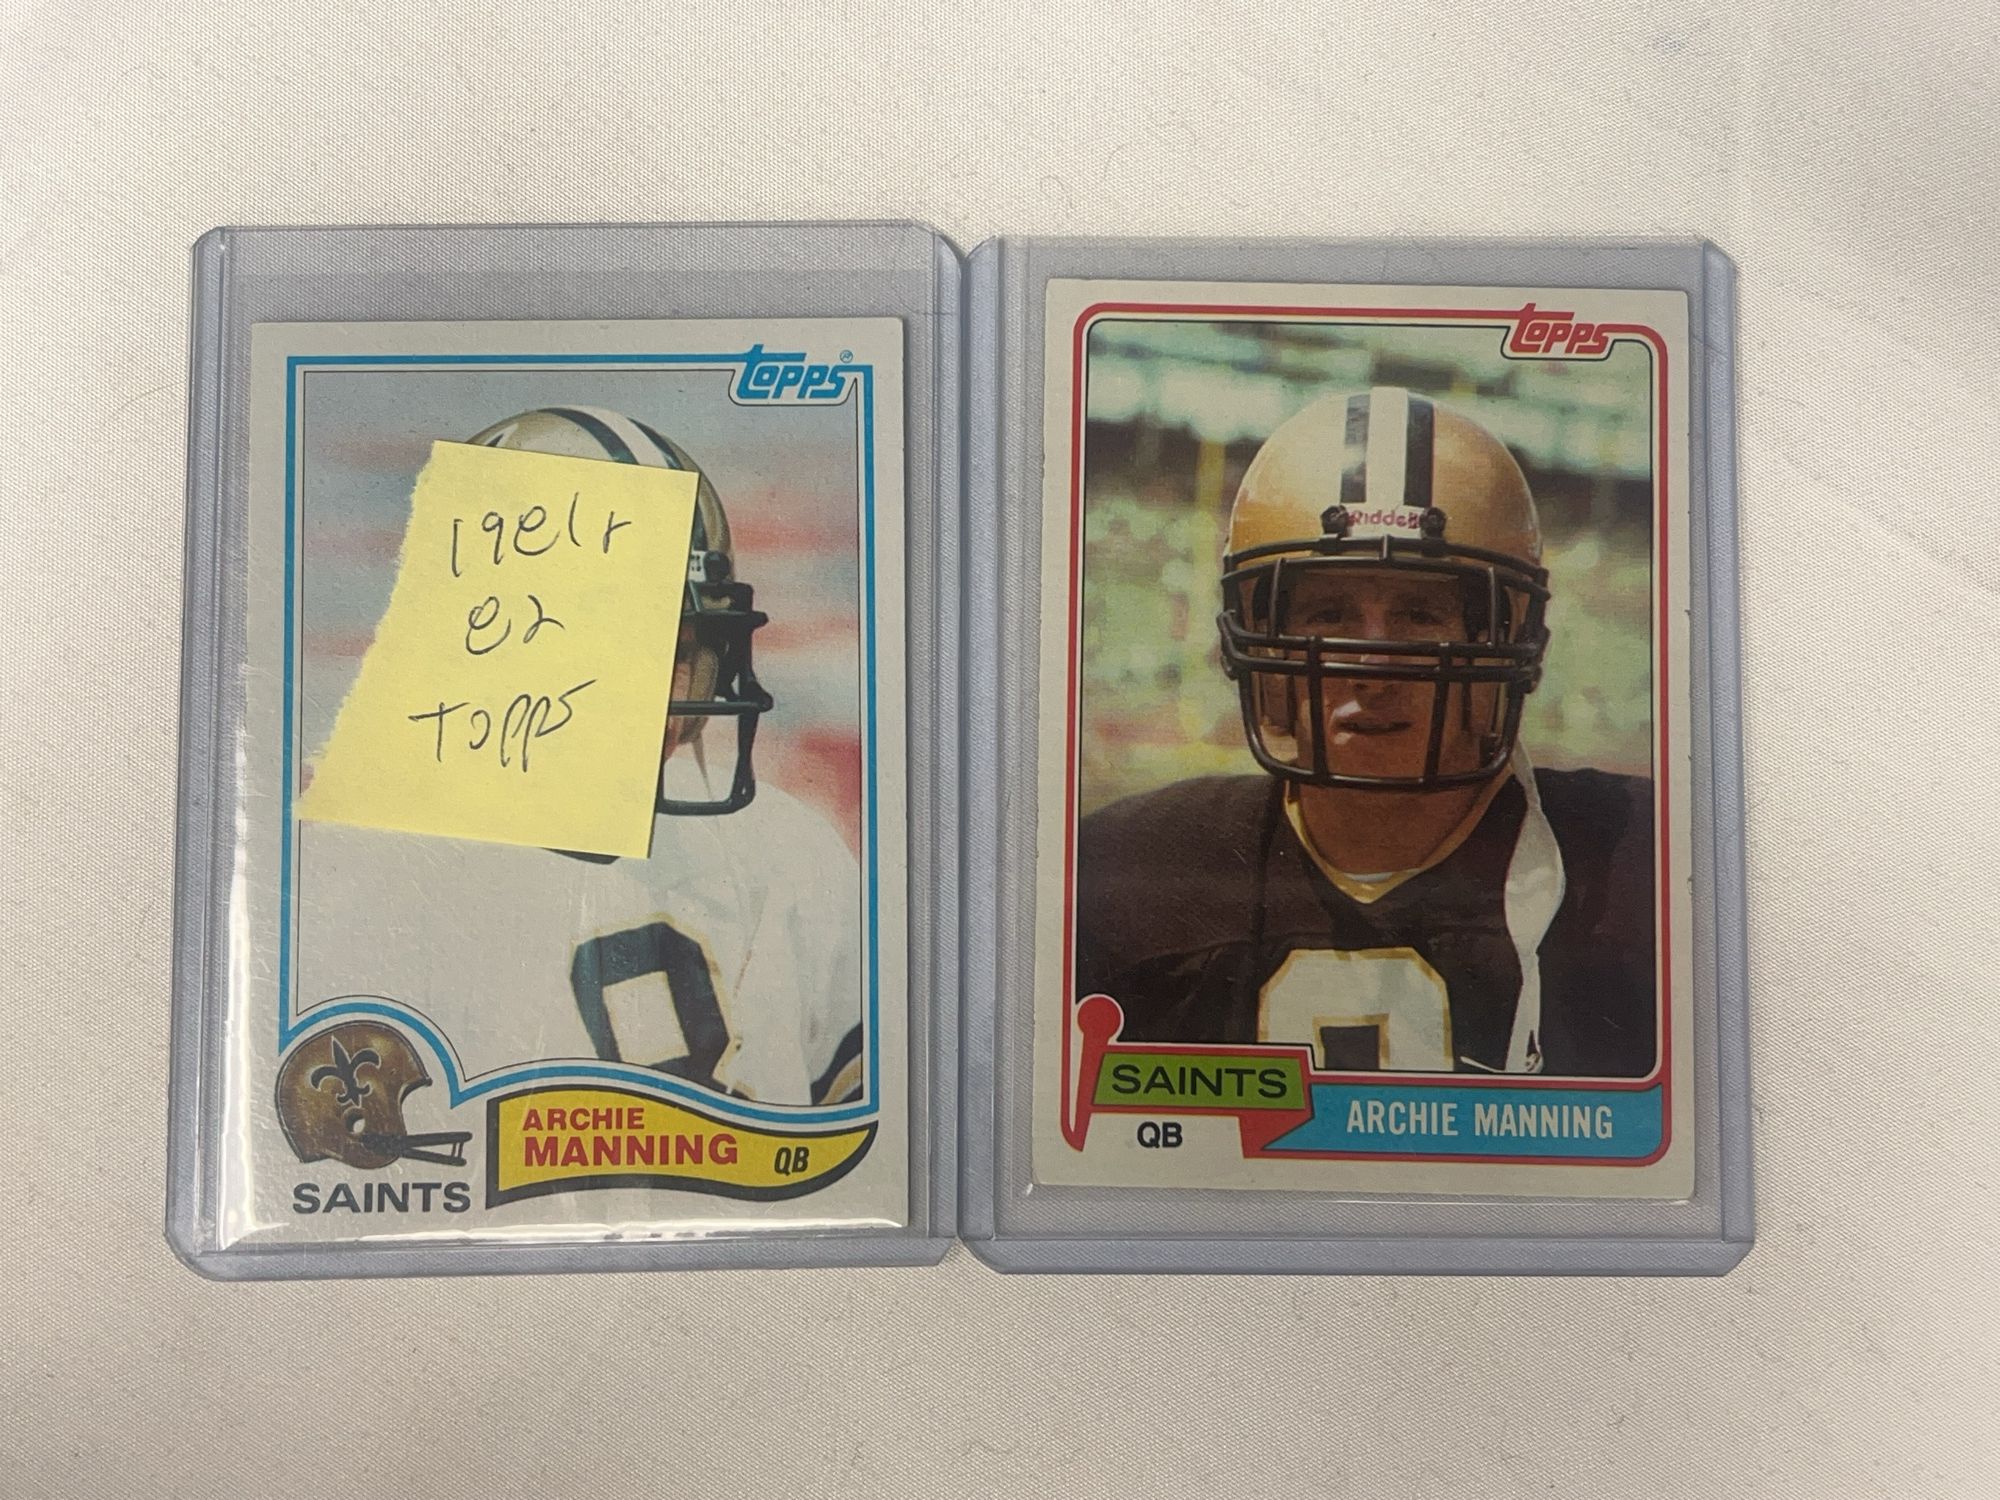 Topps®
1981 +
82
Topps
ARCHIE
MANNING
QB
SAINTS
Topps
Riddell
SAINTS
QB
ARCHIE MANNING